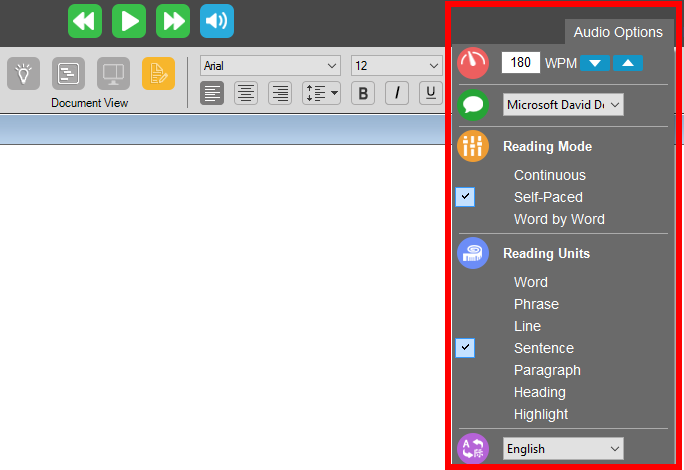 Audio Options
180 WPM
Document View
Arial 12
B I U
Microsoft David De
Reading Mode
Continuous
Self-Paced
Word by Word
Reading Units
Word
Phrase
Line
Sentence
Paragraph
Heading
Highlight
A English